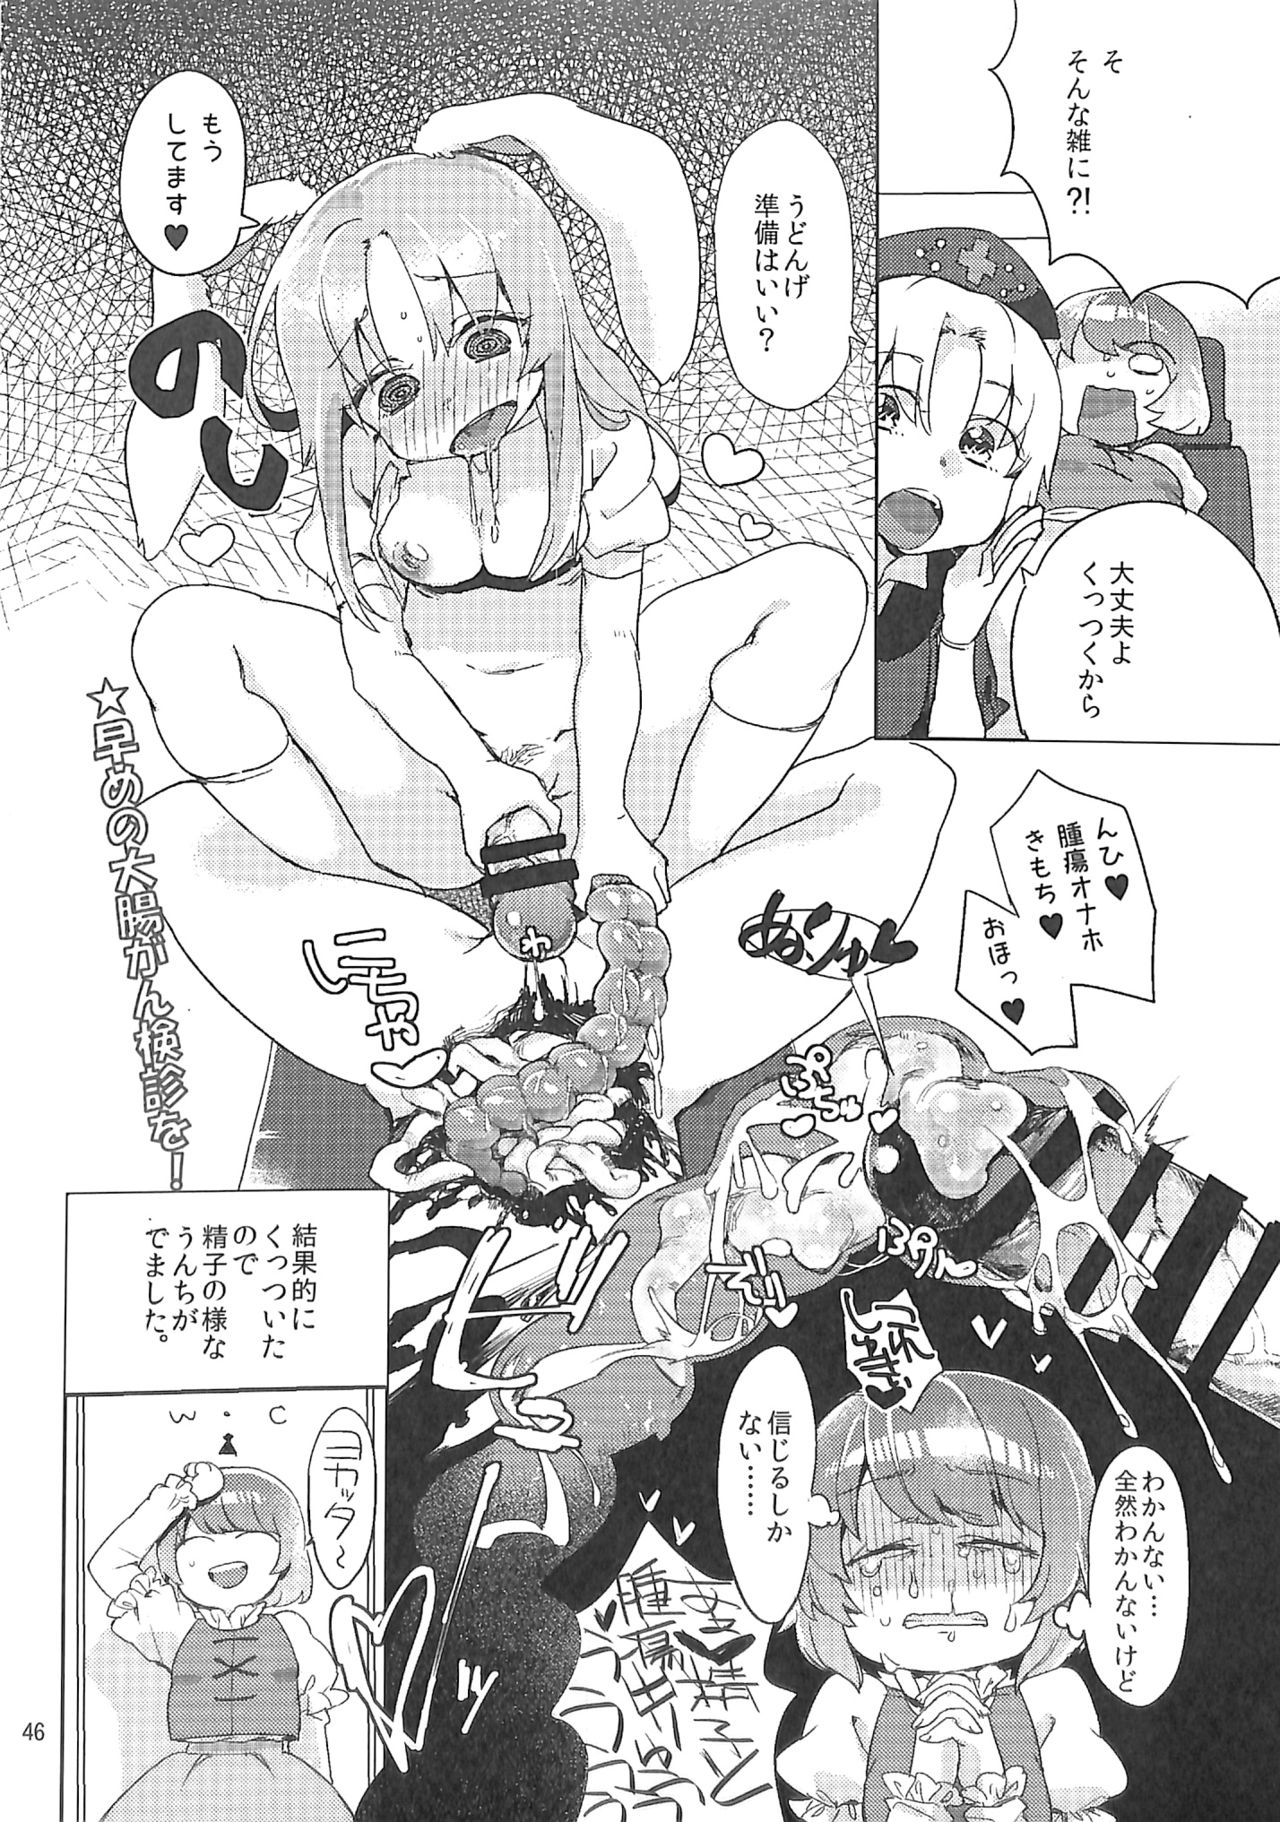 そ
そんな雑に?!
大丈夫よ
くっつくから
うどんげ
準備はいい?
もう
してます♥
のこ
★早めの大腸がん検診を!
んひ♥
腫瘍オナホ
きもち♥
おほっ♥
ぬりゅ♥
にちゃ
ぷちゅ
わかんない…
全然わかんないけど
信じるしか
ない……
結果的に
くっついた
ので
精子の様な
うんちが
でました。
W・C
ヨカッタ～
46